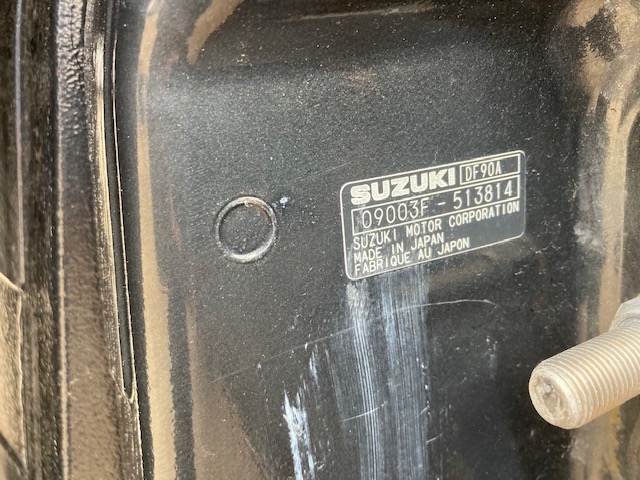 SUZUKI DF90A
09003F-513814
SUZUKI MOTOR CORPORATION
MADE IN JAPAN
FABRIQUE AU JAPON